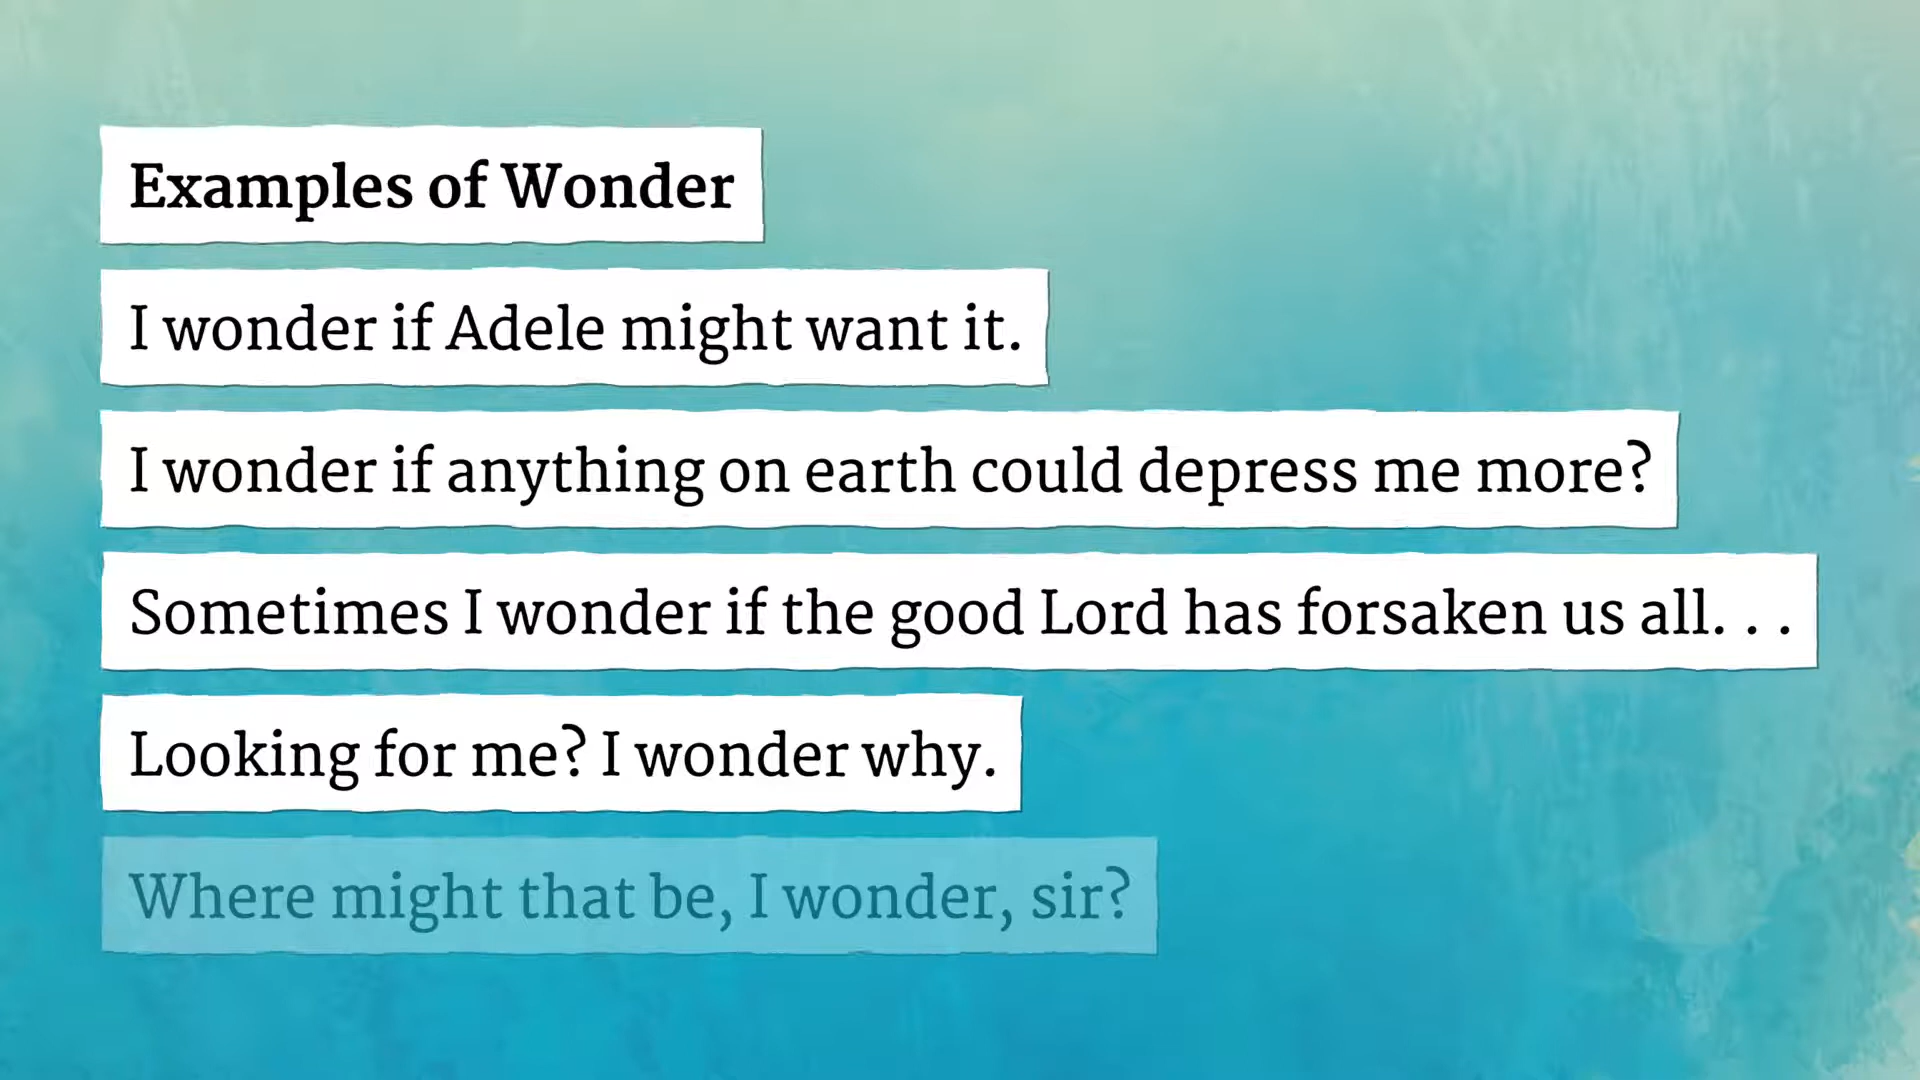 Examples of Wonder
I wonder if Adele might want it.
I wonder if anything on earth could depress me more?
Sometimes I wonder if the good Lord has forsaken us all. . .
Looking for me? I wonder why.
Where might that be, I wonder, sir?